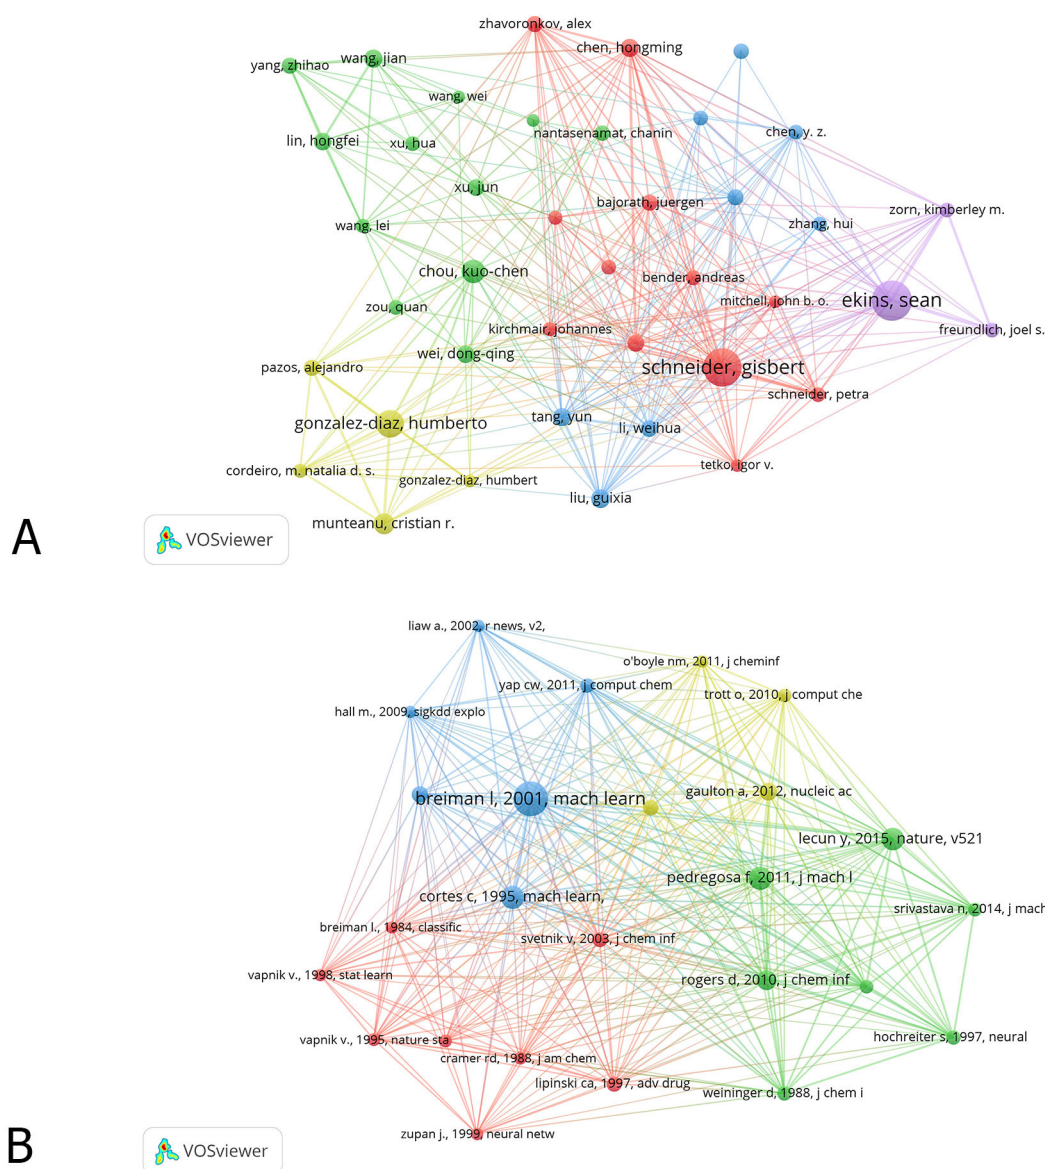 zhavoronkov, alex
chen, hongming
wang, jian
yang, zhihao
wang, wei
nantasenamat, chanin
chen, y. z.
lin, hongfei
xu, hua
xu, jun
bajorath, juergen
zorn, kimberley m.
wang, lei
zhang, hui
chou, kuo-chen
bender, andreas
mitchell, john b. o.
ekins, sean
zou, quan
kirchmair, johannes
freundlich, joel s.
wei, dong-qing
pazos, alejandro
schneider, gisbert
schneider, petra
gonzalez-diaz, humberto
tang, yun
li, weihua
cordeiro, m. natalia d. s.
gonzalez-diaz, humbert
tetko, igor v.
liu, guixia
munteanu, cristian r.
A
VOSviewer
liaw a., 2002, r news, v2,
o'boyle nm, 2011, j cheminf
yap cw, 2011, j comput chem
trott o, 2010, j comput che
hall m., 2009, sigkdd explo
breiman l, 2001, mach learn
gaulton a, 2012, nucleic ac
lecun y, 2015, nature, v521
pedregosa f, 2011, j mach l
cortes c, 1995, mach learn,
srivastava n, 2014, j mach
breiman l., 1984, classific
svetnik v, 2003, j chem inf
vapnik v., 1998, stat learn
rogers d, 2010, j chem inf
vapnik v., 1995, nature sta
hochreiter s, 1997, neural
cramer rd, 1988, j am chem
lipinski ca, 1997, adv drug
weininger d, 1988, j chem i
zupan j., 1999, neural netw
B
VOSviewer